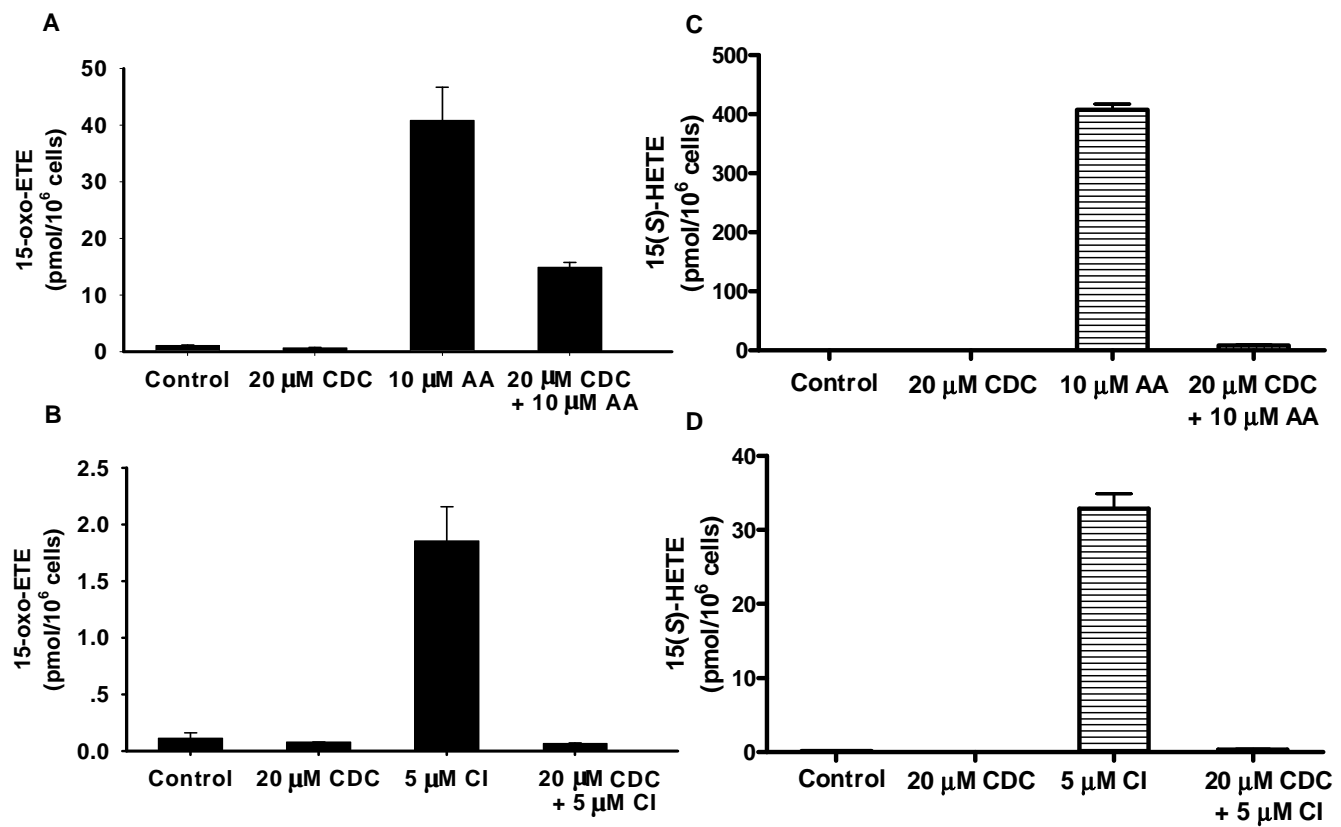 A
15-oxo-ETE
(pmol/10⁶ cells)
50
40
30
20
10
0
Control
20 μM CDC
10 μM AA
20 μM CDC
+ 10 μM AA
C
15(S)-HETE
(pmol/10⁶ cells)
500
400
300
200
100
0
Control
20 μM CDC
10 μM AA
20 μM CDC
+ 10 μM AA
B
15-oxo-ETE
(pmol/10⁶ cells)
2.5
2.0
1.5
1.0
.5
0.0
Control
20 μM CDC
5 μM CI
20 μM CDC
+ 5 μM CI
D
15(S)-HETE
(pmol/10⁶ cells)
40
30
20
10
0
Control
20 μM CDC
5 μM CI
20 μM CDC
+ 5 μM CI